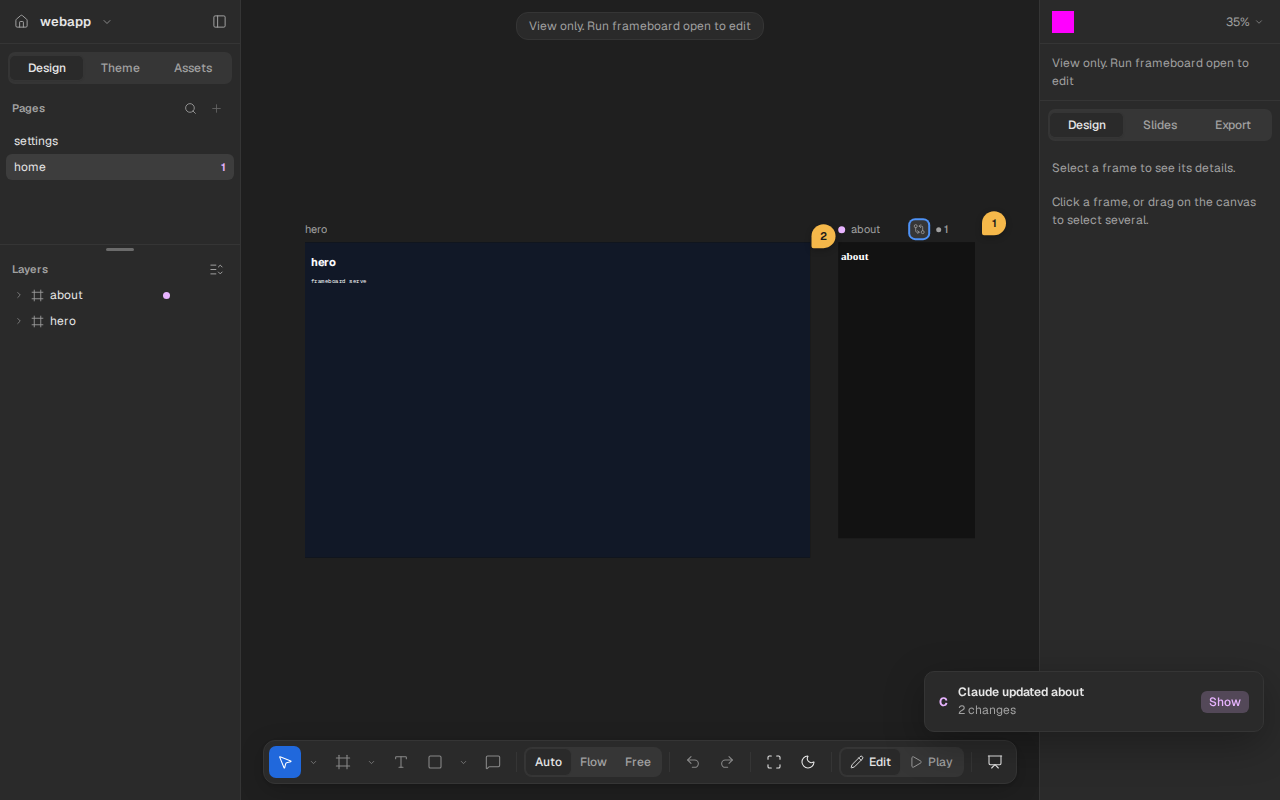 webapp
Design Theme Assets
Pages
settings
home 1
Layers
about
hero
View only. Run frameboard open to edit
hero
2
about
1
1
hero
frameboard serve
about
35%
View only. Run frameboard open to
edit
Design Slides Export
Select a frame to see its details.
Click a frame, or drag on the canvas
to select several.
C
Claude updated about
2 changes
Show
Auto Flow Free
Edit Play